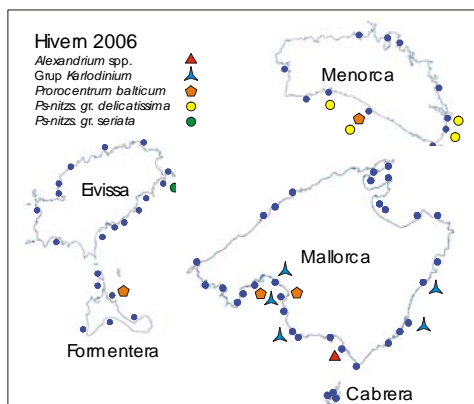 Hivern 2006
Alexandrium spp.
Grup Karlodinium
Prorocentrum balticum
Ps-nitzs. gr. delicatissima
Ps-nitzs. gr. seriata
Menorca
Eivissa
Mallorca
Formentera
Cabrera